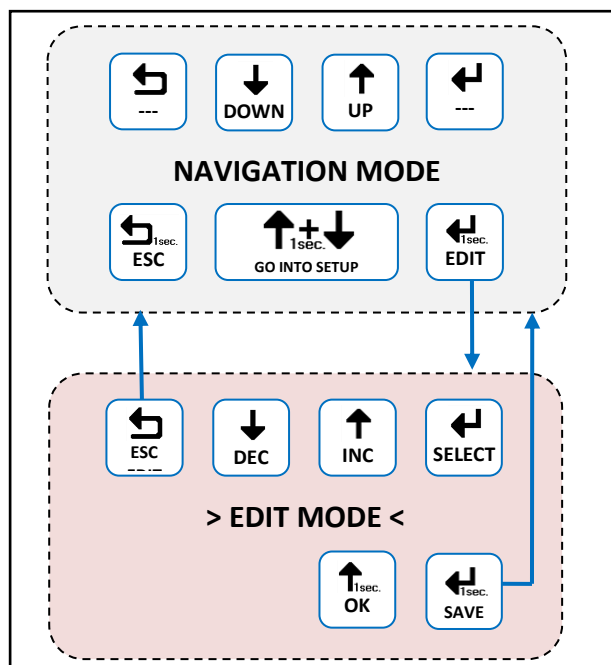 ---
DOWN
UP
---
NAVIGATION MODE
1sec.
ESC
+
1sec.
GO INTO SETUP
1sec.
EDIT
ESC
DEC
INC
SELECT
> EDIT MODE <
1sec.
OK
1sec.
SAVE